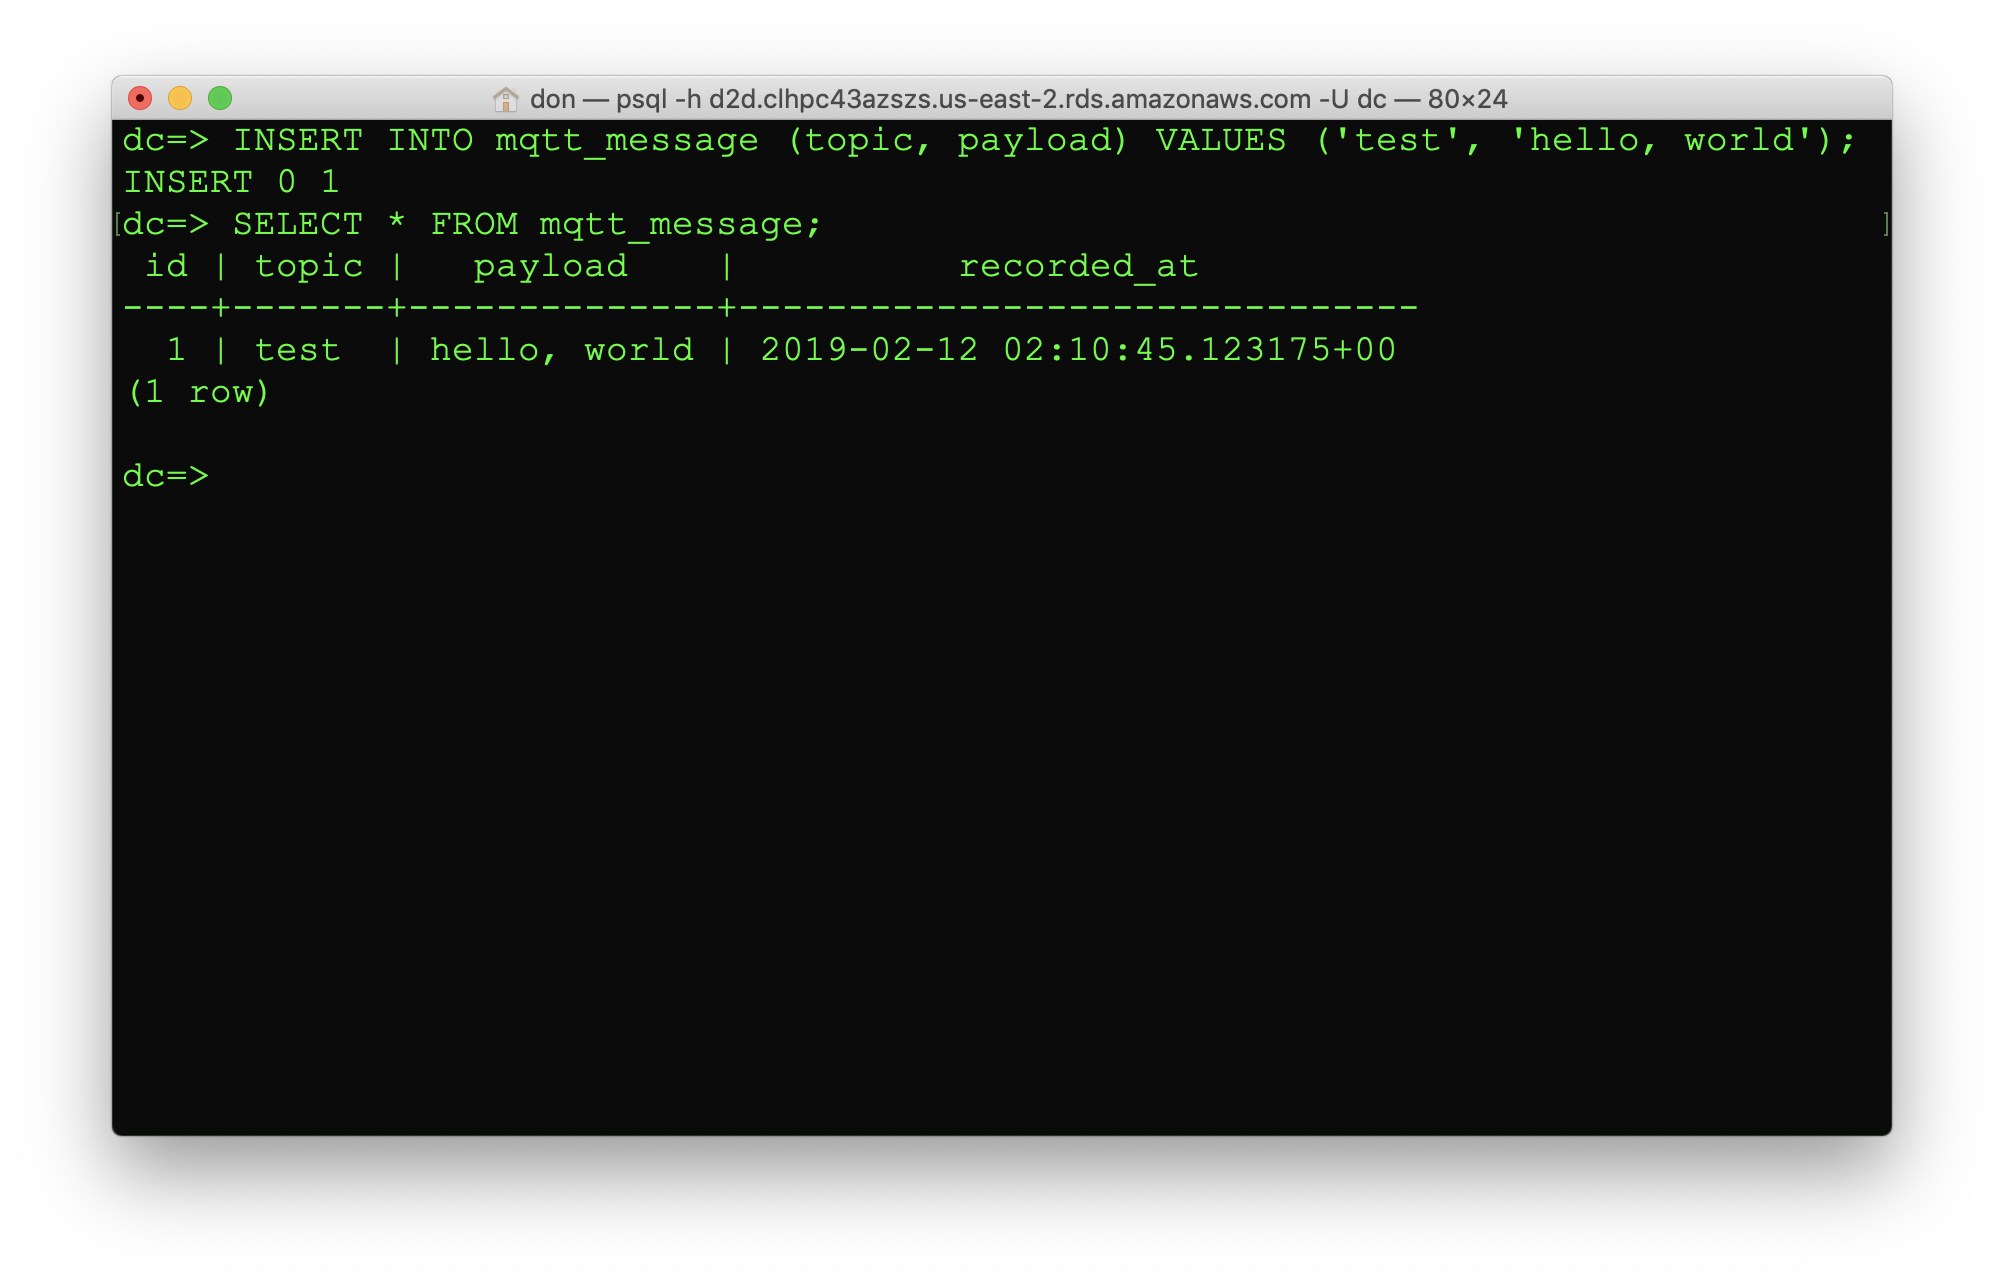 don — psql -h d2d.clhpc43azszs.us-east-2.rds.amazonaws.com -U dc — 80×24
dc=> INSERT INTO mqtt_message (topic, payload) VALUES ('test', 'hello, world');
INSERT 0 1
[dc=> SELECT * FROM mqtt_message; ]
 id | topic |   payload    |          recorded_at
----+-------+--------------+-------------------------------
  1 | test  | hello, world | 2019-02-12 02:10:45.123175+00
(1 row)
dc=>